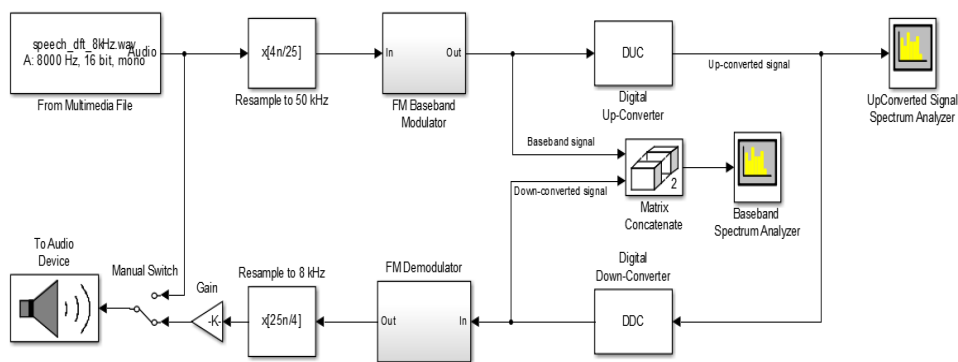 speech_dft_8kHz.wav
A: 8000 Hz, 16 bit, mono
Audio
From Multimedia File
x[4n/25]
Resample to 50 kHz
In
Out
FM Baseband
Modulator
DUC
Digital
Up-Converter
Up-converted signal
UpConverted Signal
Spectrum Analyzer
Baseband signal
Down-converted signal
2
Matrix
Concatenate
Baseband
Spectrum Analyzer
To Audio
Device
Manual Switch
Gain
-K-
Resample to 8 kHz
x[25n/4]
FM Demodulator
Out
In
Digital
Down-Converter
DDC